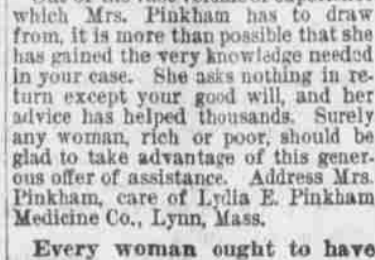 which Mrs. Pinkham has to draw
from, it is more than possible that she
has gained the very knowledge needed
in your case. She asks nothing in re-
turn except your good will, and her
advice has helped thousands. Surely
any woman, rich or poor, should be
glad to take advantage of this gener-
ous offer of assistance. Address Mrs.
Pinkham, care of Lydia E. Pinkham
Medicine Co., Lynn, Mass.
Every woman ought to have